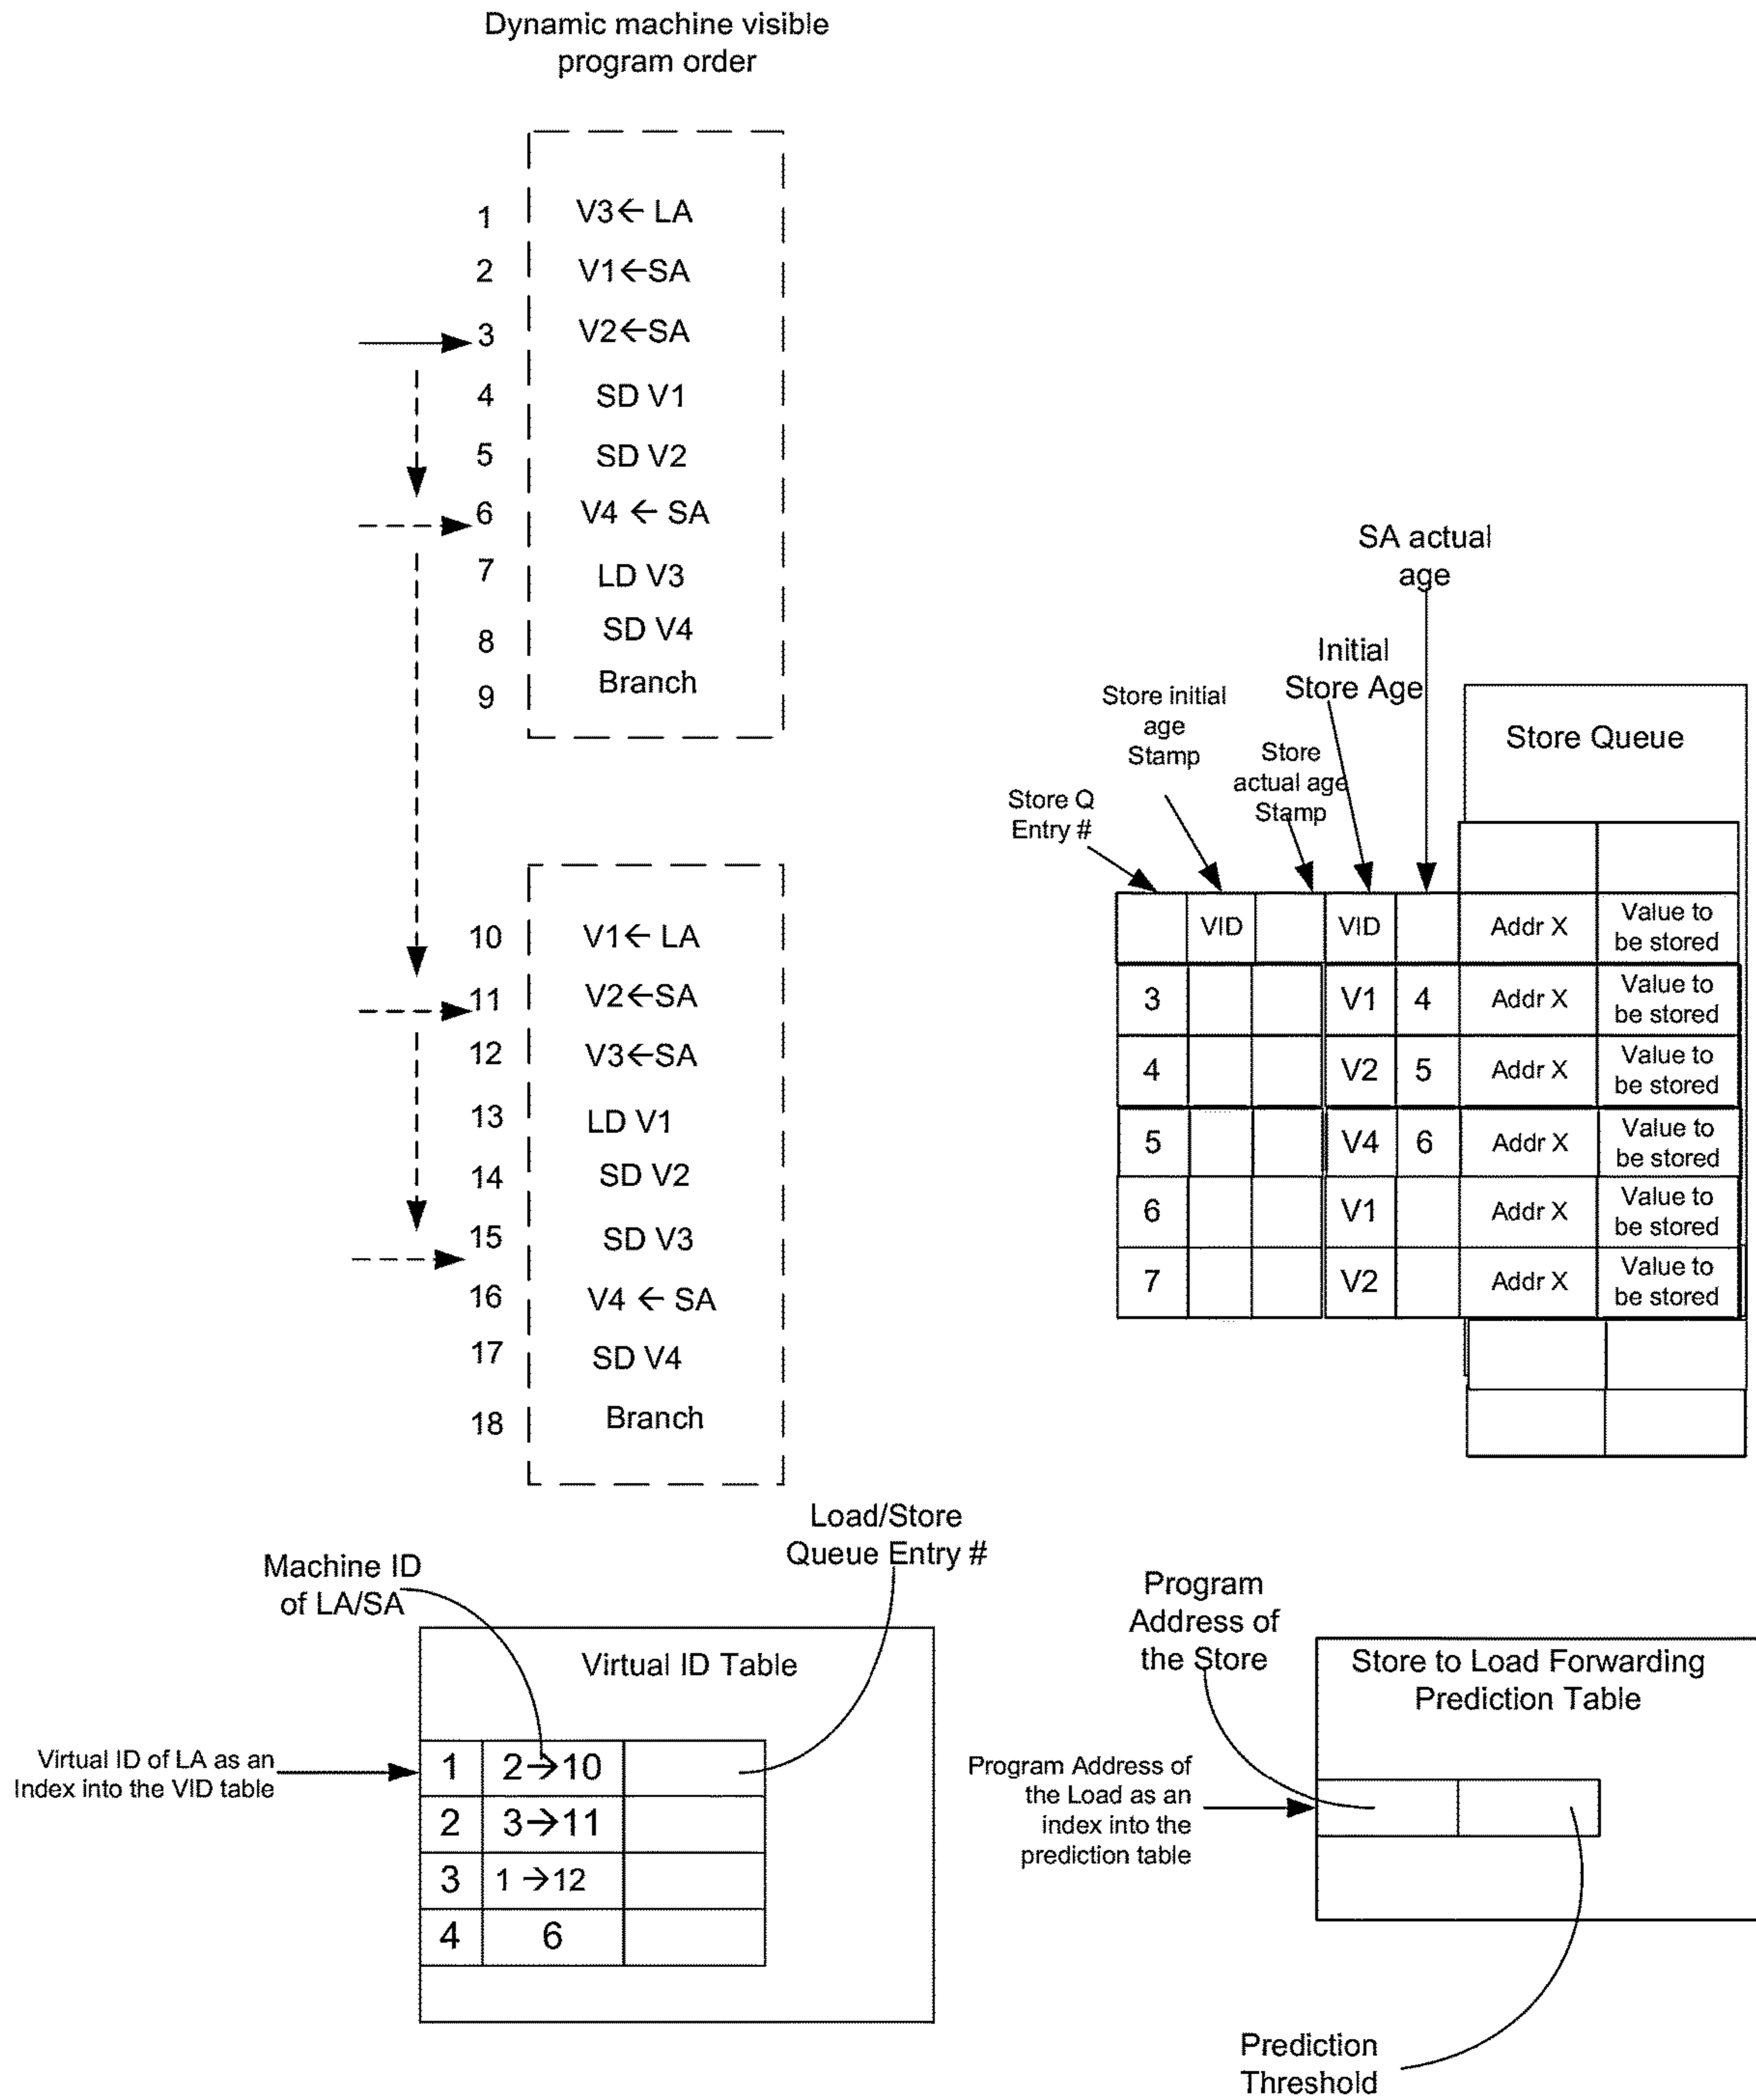 Dynamic machine visible
program order
1 V3← LA
2 V1←SA
3 V2←SA
4 SD V1
5 SD V2
6 V4 ← SA
7 LD V3
8 SD V4
9 Branch
10 V1← LA
11 V2←SA
12 V3←SA
13 LD V1
14 SD V2
15 SD V3
16 V4 ← SA
17 SD V4
18 Branch
SA actual
age
Initial
Store Age
Store initial
age
Stamp
Store
actual age
Stamp
Store Q
Entry #
Store Queue
VID VID Addr X Value to
be stored
3 V1 4 Addr X Value to
be stored
4 V2 5 Addr X Value to
be stored
5 V4 6 Addr X Value to
be stored
6 V1 Addr X Value to
be stored
7 V2 Addr X Value to
be stored
Load/Store
Queue Entry #
Machine ID
of LA/SA
Virtual ID Table
Virtual ID of LA as an
Index into the VID table
1 2→10
2 3→11
3 1→12
4 6
Program
Address of
the Store
Store to Load Forwarding
Prediction Table
Program Address of
the Load as an
index into the
prediction table
Prediction
Threshold